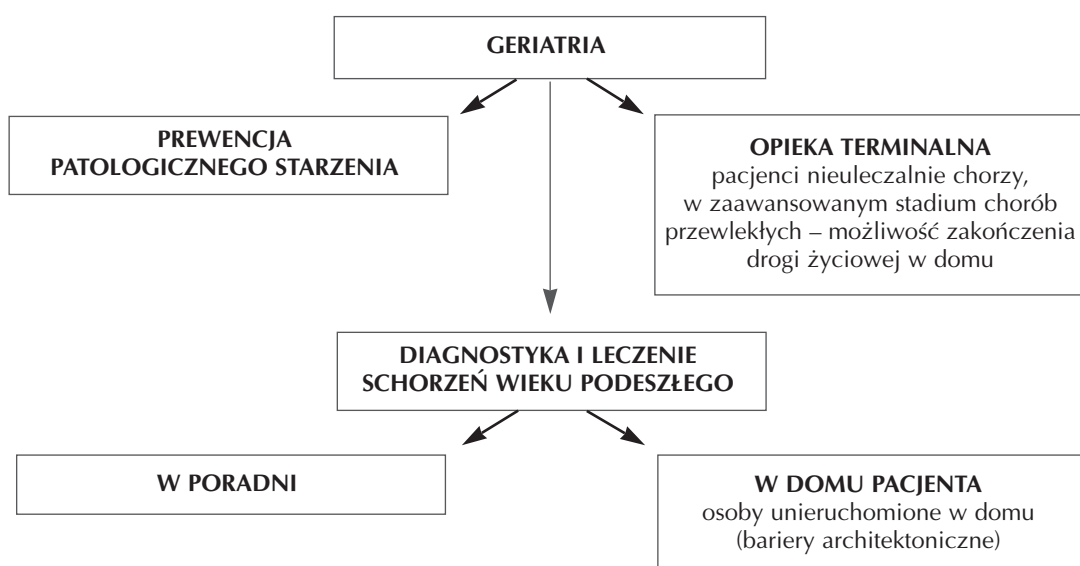 GERIATRIA
PREWENCJA
PATOLOGICZNEGO STARZENIA
OPIEKA TERMINALNA
pacjenci nieuleczalnie chorzy,
w zaawansowanym stadium chorób
przewlekłych – możliwość zakończenia
drogi życiowej w domu
DIAGNOSTYKA I LECZENIE
SCHORZEŃ WIEKU PODESZŁEGO
W PORADNI
W DOMU PACJENTA
osoby unieruchomione w domu
(bariery architektoniczne)